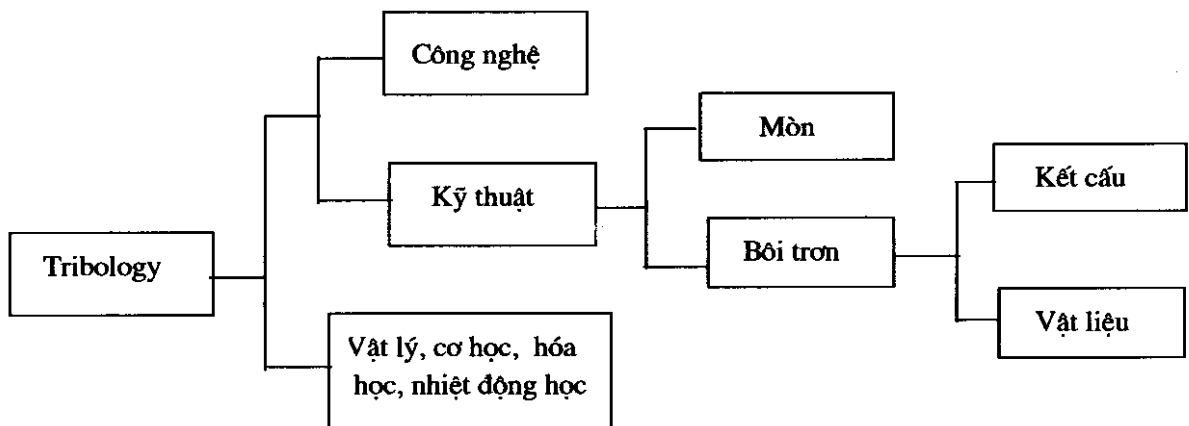 Công nghệ
Mòn
Kết cấu
Kỹ thuật
Bôi trơn
Tribology
Vật liệu
Vật lý, cơ học, hóa
học, nhiệt động học